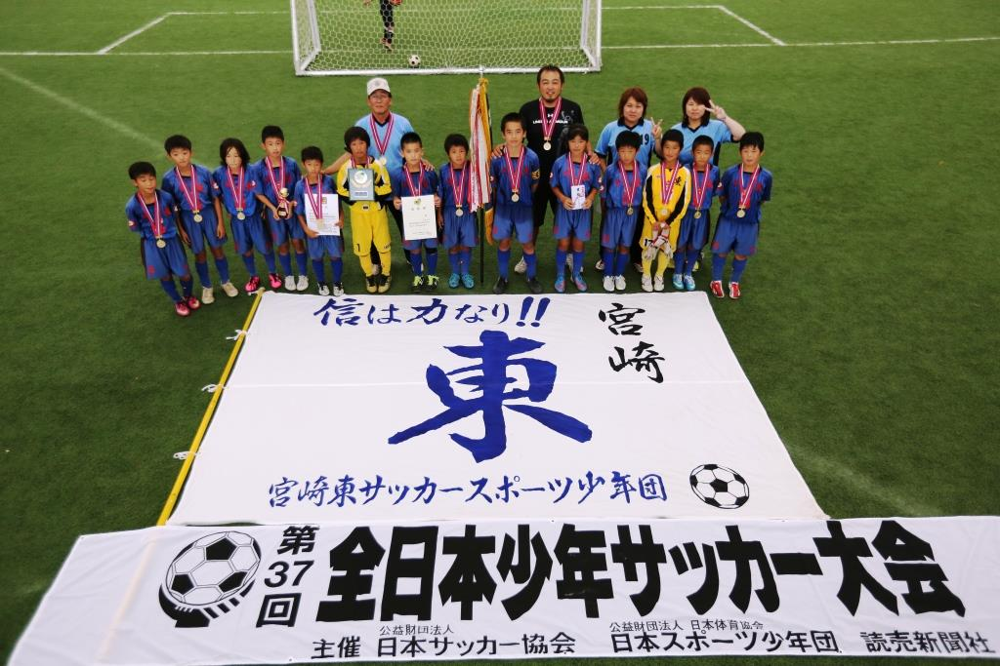 信は力なり!!
宮崎
東
宮崎東サッカースポーツ少年団
第37回
全日本少年サッカー大会
主催
公益財団法人
日本サッカー協会
公益財団法人 日本体育協会
日本スポーツ少年団
読売新聞社